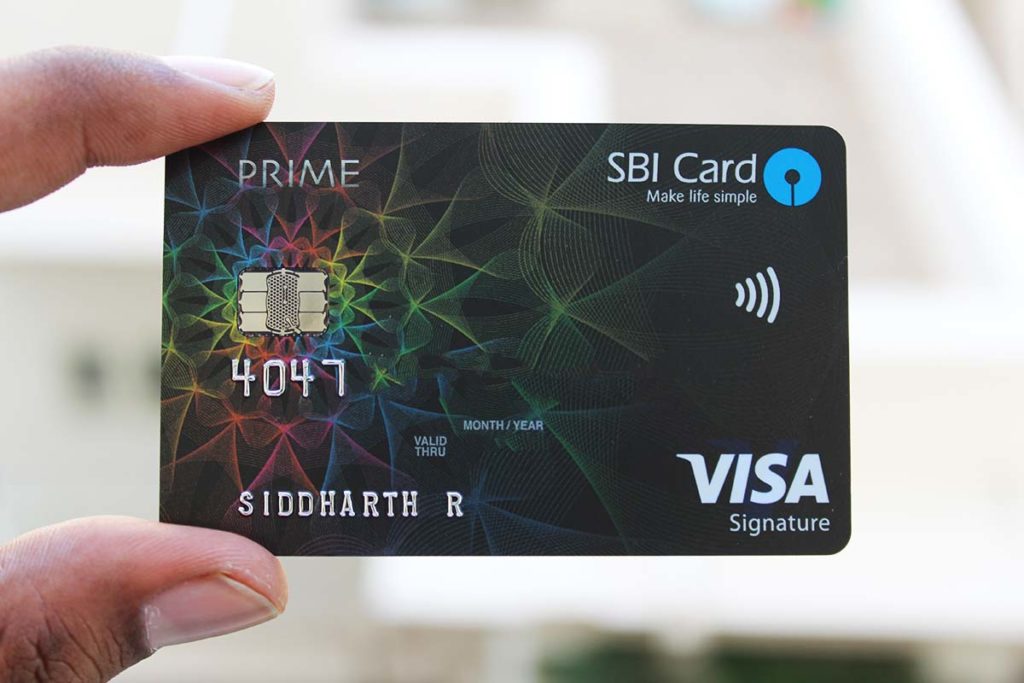 PRIME
SBI Card
Make life simple
4047
MONTH / YEAR
VALID
THRU
SIDDHARTH R
VISA
Signature